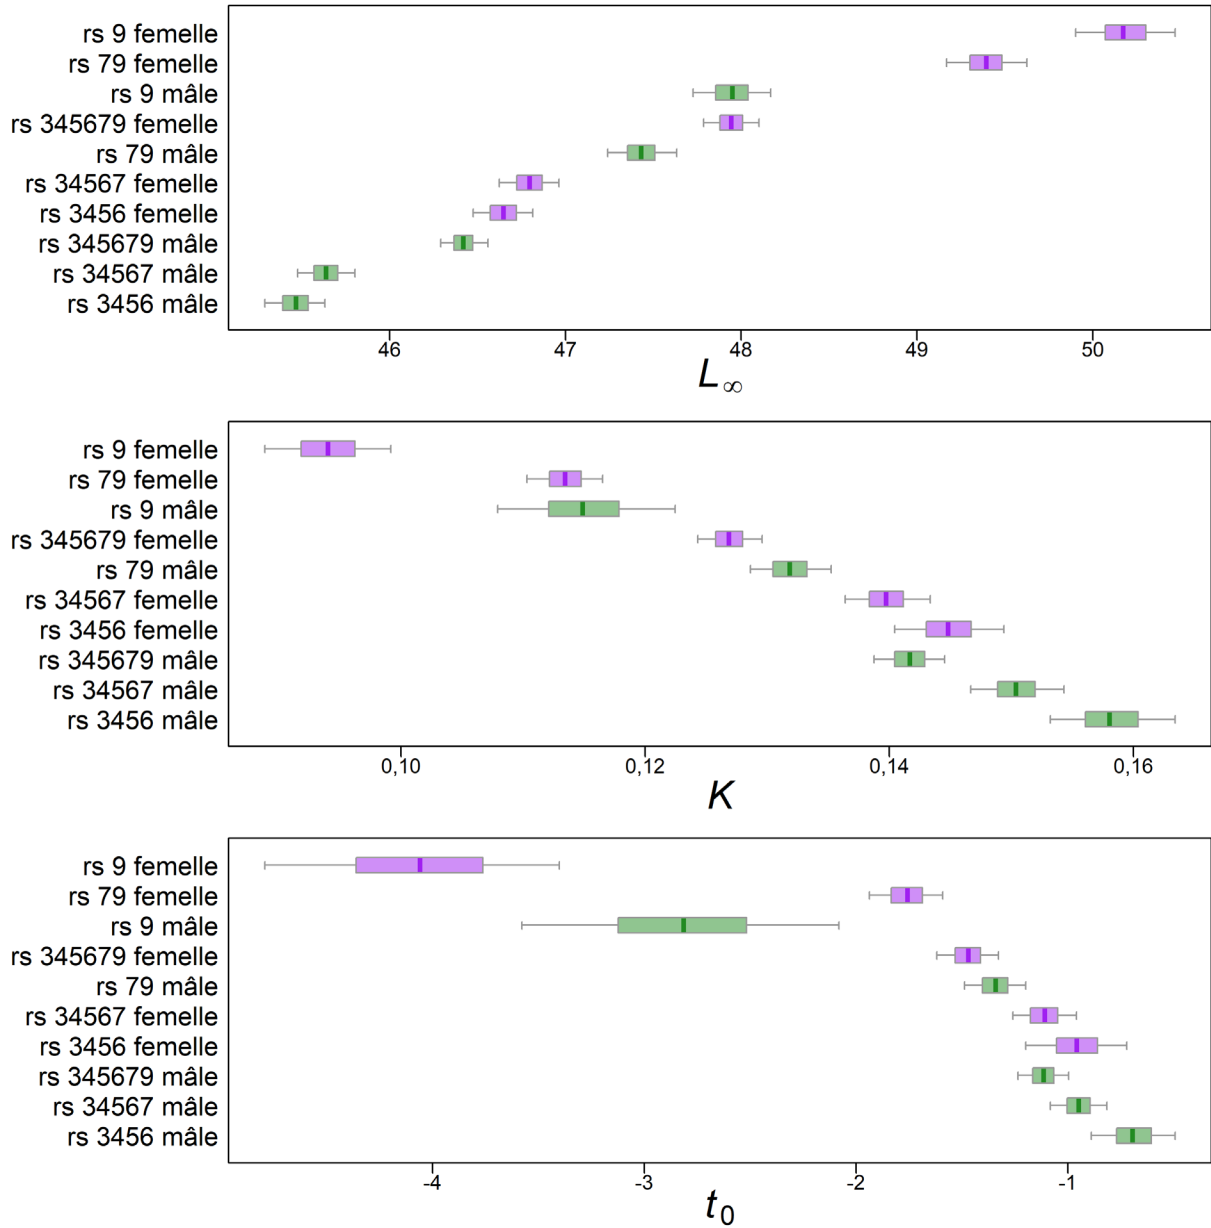 rs 9 femelle
rs 79 femelle
rs 9 mâle
rs 345679 femelle
rs 79 mâle
rs 34567 femelle
rs 3456 femelle
rs 345679 mâle
rs 34567 mâle
rs 3456 mâle
46 47 48 49 50
L∞
rs 9 femelle
rs 79 femelle
rs 9 mâle
rs 345679 femelle
rs 79 mâle
rs 34567 femelle
rs 3456 femelle
rs 345679 mâle
rs 34567 mâle
rs 3456 mâle
0,10 0,12 0,14 0,16
K
rs 9 femelle
rs 79 femelle
rs 9 mâle
rs 345679 femelle
rs 79 mâle
rs 34567 femelle
rs 3456 femelle
rs 345679 mâle
rs 34567 mâle
rs 3456 mâle
-4 -3 -2 -1
t0